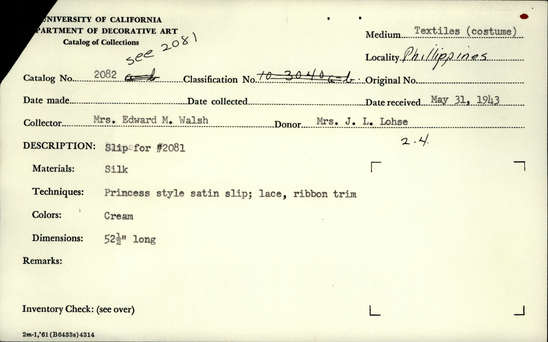 UNIVERSITY OF CALIFORNIA
DEPARTMENT OF DECORATIVE ART
Catalog of Collections
see 2081
Medium Textiles (costume)
Locality Phillippines
Catalog No. 2082 a-b Classification No. 10-3040a-b Original No.
Date made Date collected Date received May 31, 1943
Collector Mrs. Edward M. Walsh Donor Mrs. J. L. Lohse
2.4.
DESCRIPTION: Slip for #2081
Materials: Silk
Techniques: Princess style satin slip; lace, ribbon trim
Colors: Cream
Dimensions: 52½" long
Remarks:
Inventory Check: (see over)
2m-1,'61(B6433s)4314